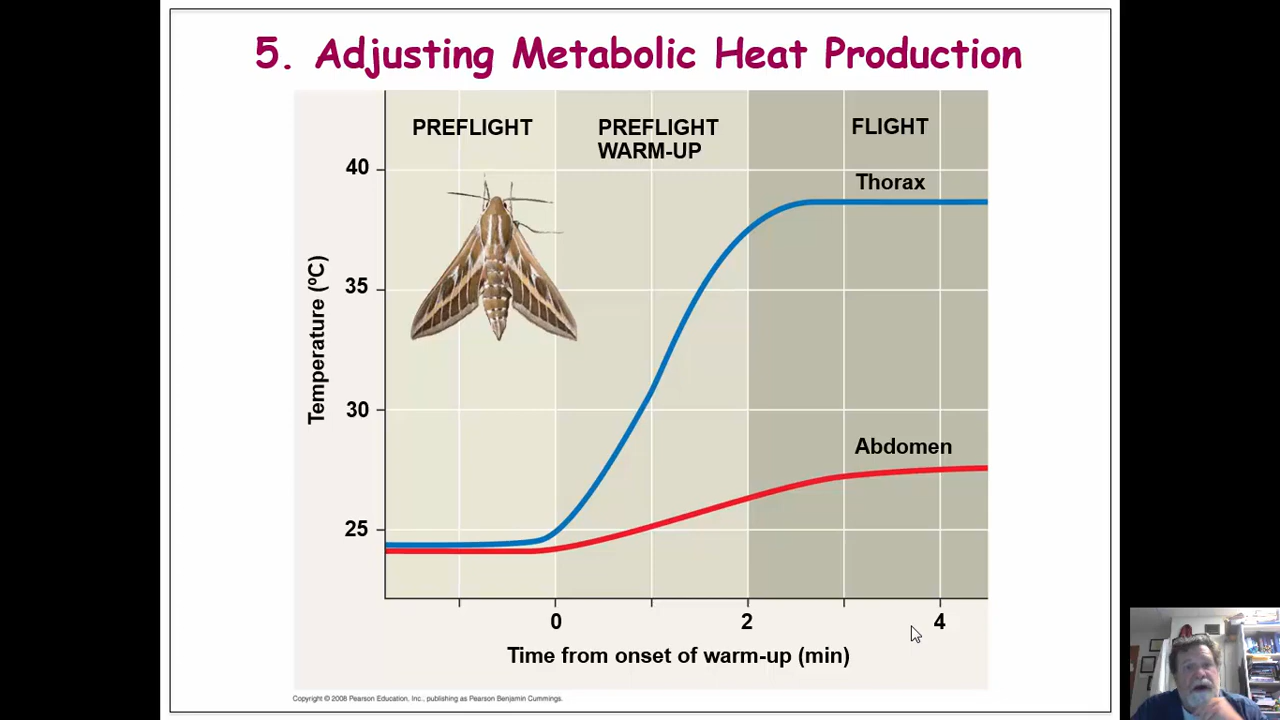 5. Adjusting Metabolic Heat Production
PREFLIGHT
PREFLIGHT
WARM-UP
FLIGHT
Thorax
Abdomen
40
35
30
25
Temperature (ºC)
0
2
4
Time from onset of warm-up (min)
Copyright © 2008 Pearson Education, Inc., publishing as Pearson Benjamin Cummings.